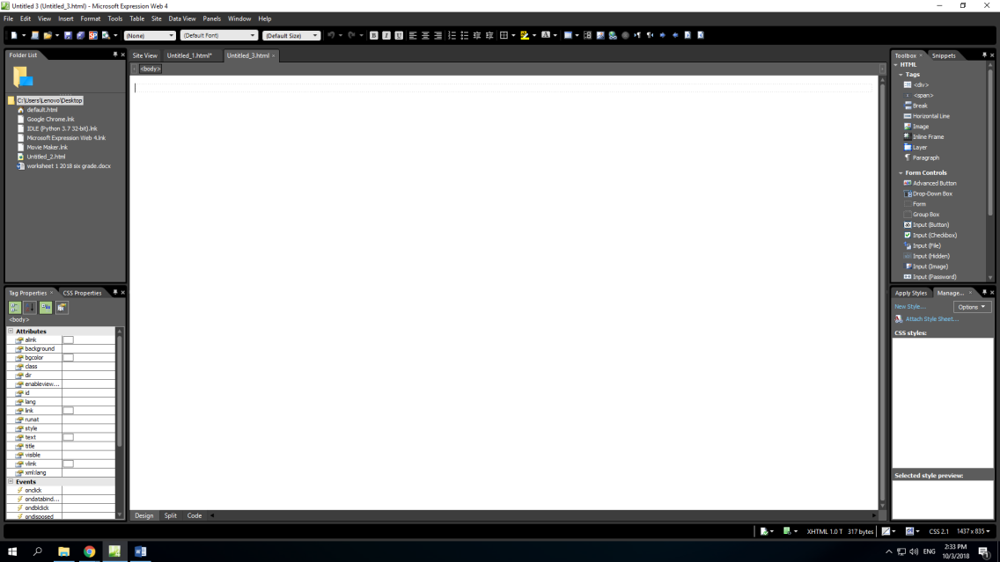 Untitled 3 (Untitled_3.html) - Microsoft Expression Web 4
File Edit View Insert Format Tools Table Site Data View Panels Window Help
(None) (Default Font) (Default Size) B I U
Folder List
C:\Users\Lenovo\Desktop
default.html
Google Chrome.lnk
IDLE (Python 3.7 32-bit).lnk
Microsoft Expression Web 4.lnk
Movie Maker.lnk
Untitled_2.html
worksheet 1 2018 six grade.docx
Tag Properties CSS Properties
<body>
Attributes
alink
background
bgcolor
class
dir
enableview...
id
lang
link
runat
style
text
title
visible
vlink
xml:lang
Events
onclick
ondatabind...
ondblclick
ondisposed
Site View Untitled_1.html* Untitled_3.html
<body>
Design Split Code
Toolbox Snippets
HTML
Tags
<div>
<span>
Break
Horizontal Line
Image
Inline Frame
Layer
Paragraph
Form Controls
Advanced Button
Drop-Down Box
Form
Group Box
Input (Button)
Input (Checkbox)
Input (File)
Input (Hidden)
Input (Image)
Input (Password)
Apply Styles Manage...
New Style... Options
Attach Style Sheet...
CSS styles:
Selected style preview:
XHTML 1.0 T 317 bytes CSS 2.1 1437 x 835
ENG
2:33 PM
10/3/2018
1